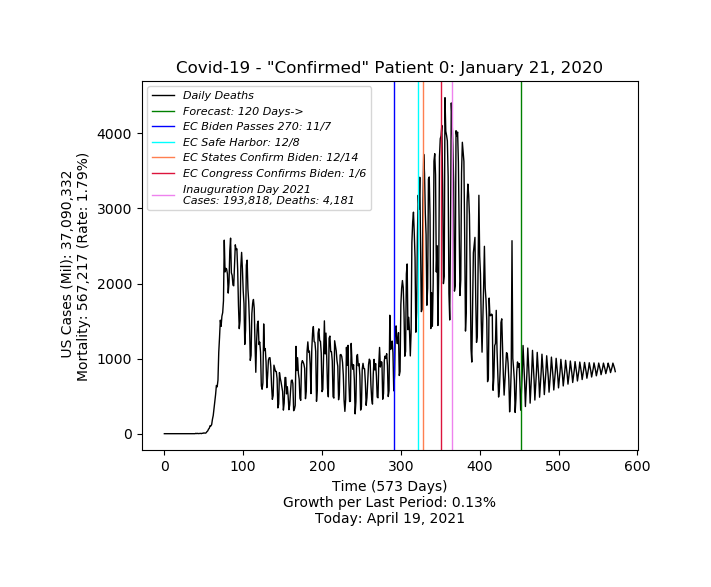 Covid-19 - "Confirmed" Patient 0: January 21, 2020
Daily Deaths
Forecast: 120 Days->
EC Biden Passes 270: 11/7
EC Safe Harbor: 12/8
EC States Confirm Biden: 12/14
EC Congress Confirms Biden: 1/6
Inauguration Day 2021
Cases: 193,818, Deaths: 4,181
US Cases (Mil): 37,090,332
Mortality: 567,217 (Rate: 1.79%)
4000
3000
2000
1000
0
0 100 200 300 400 500 600
Time (573 Days)
Growth per Last Period: 0.13%
Today: April 19, 2021